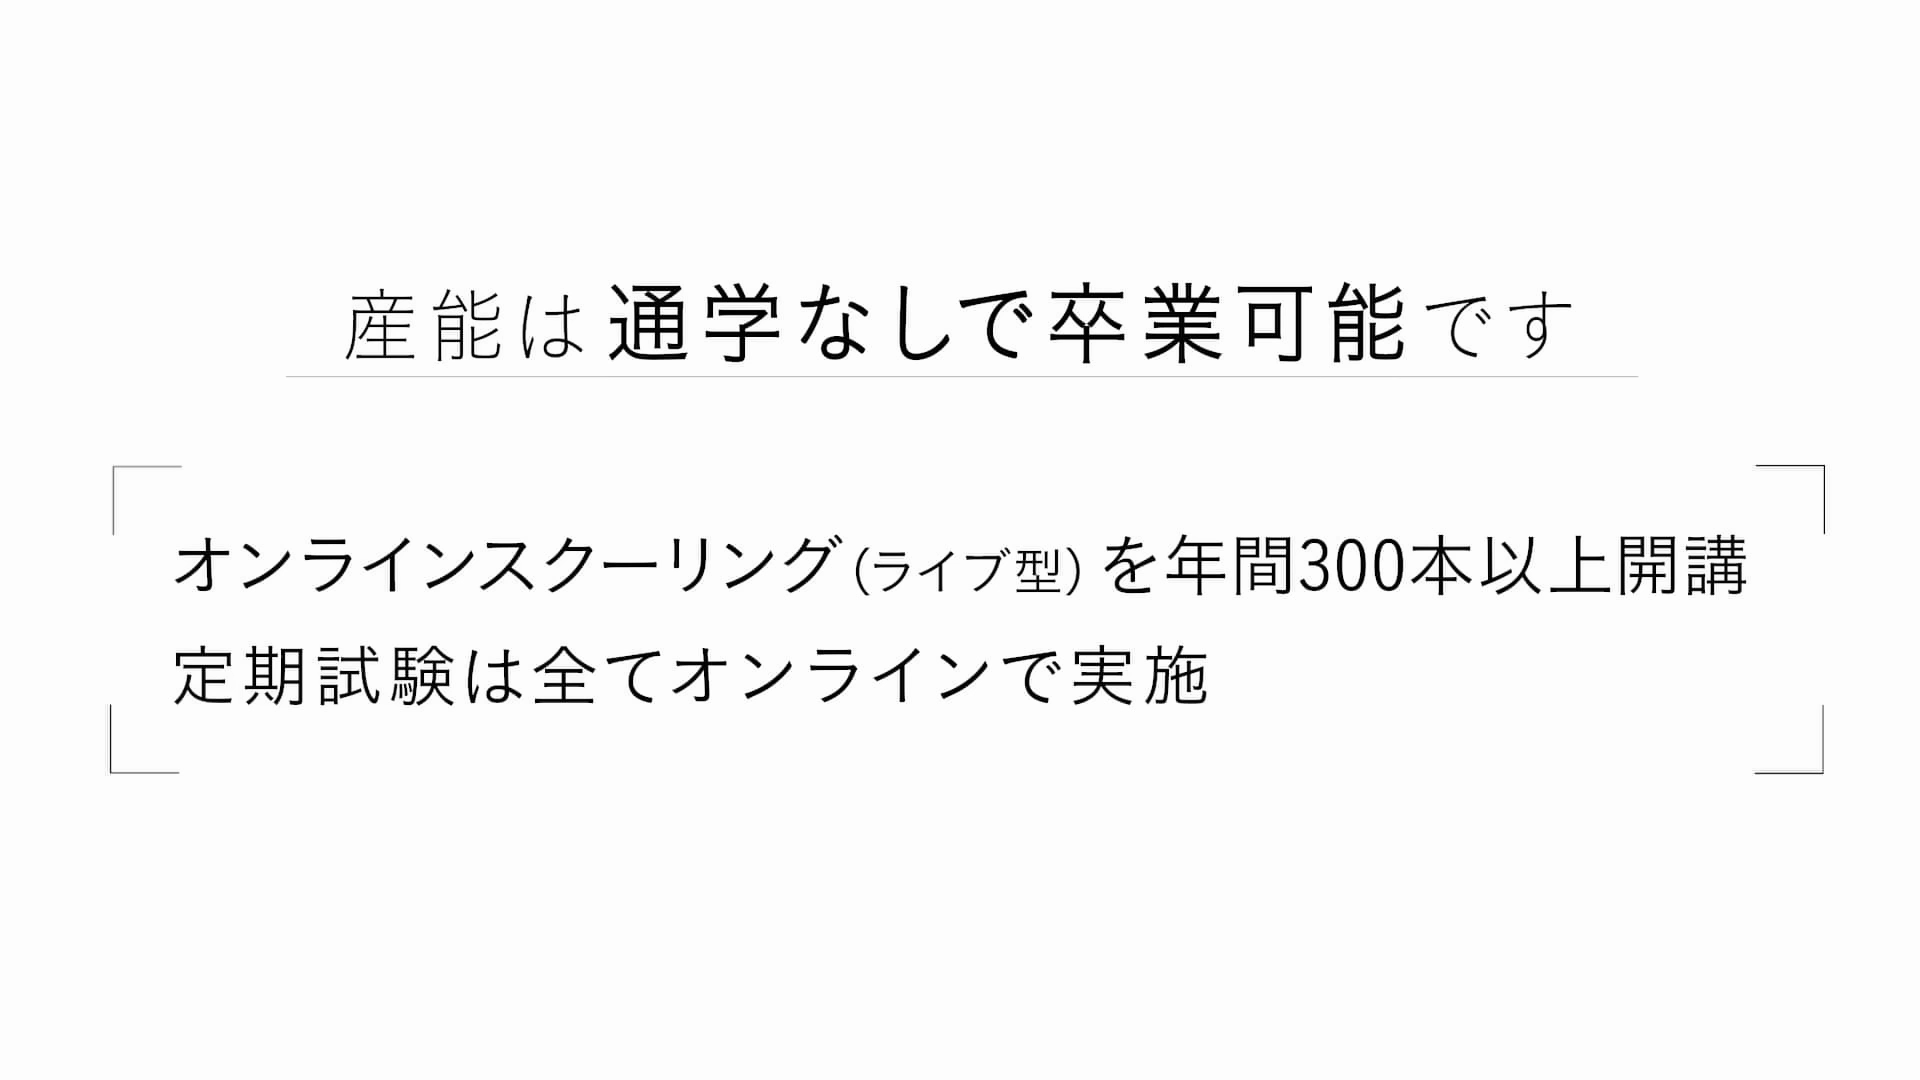 産能は通学なしで卒業可能です
オンラインスクーリング(ライブ型)を年間300本以上開講
定期試験は全てオンラインで実施